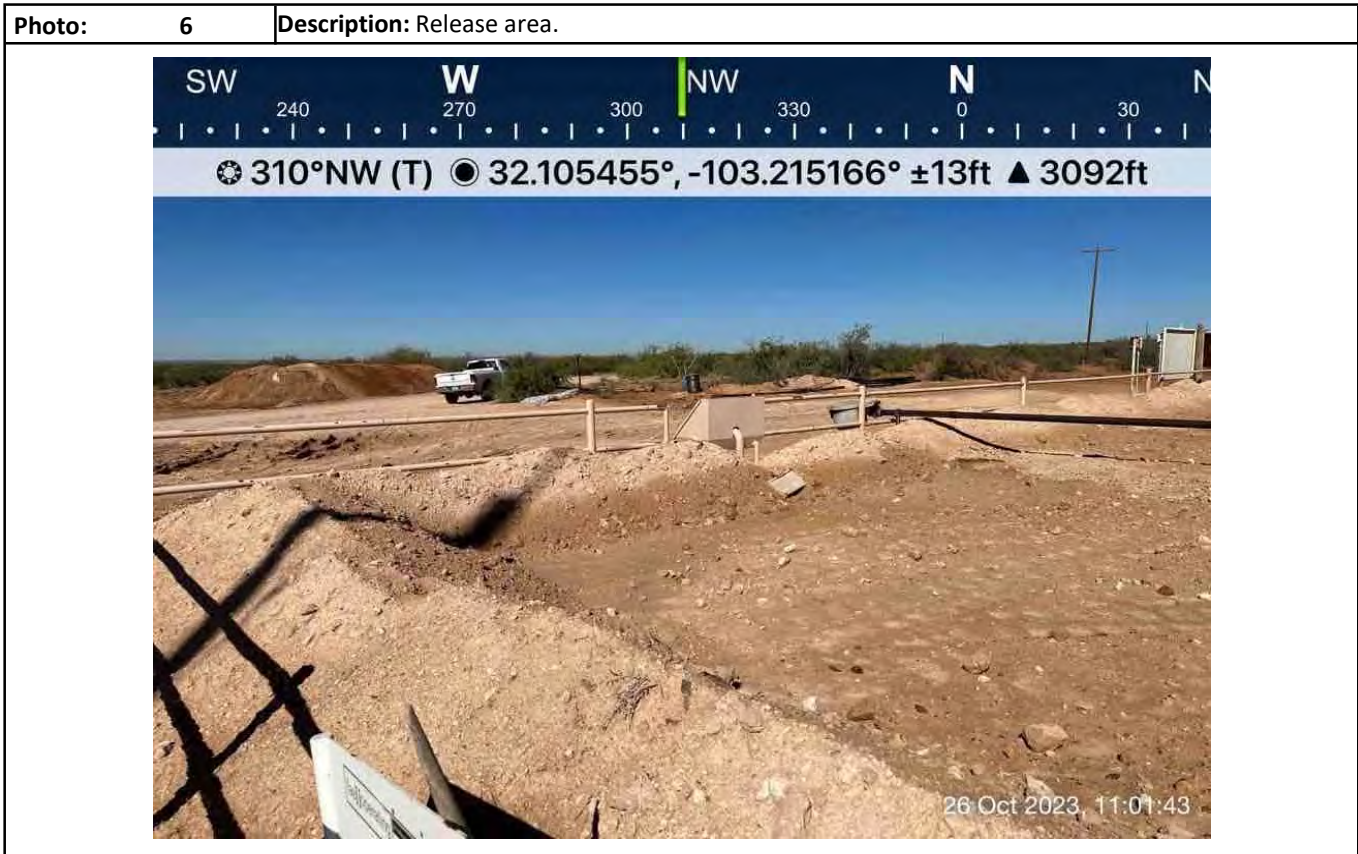 Photo: 6 Description: Release area.
SW W NW N N
240 270 300 330 0 30
310°NW (T) 32.105455°, -103.215166° ±13ft ▲ 3092ft
26 Oct 2023, 11:01:43